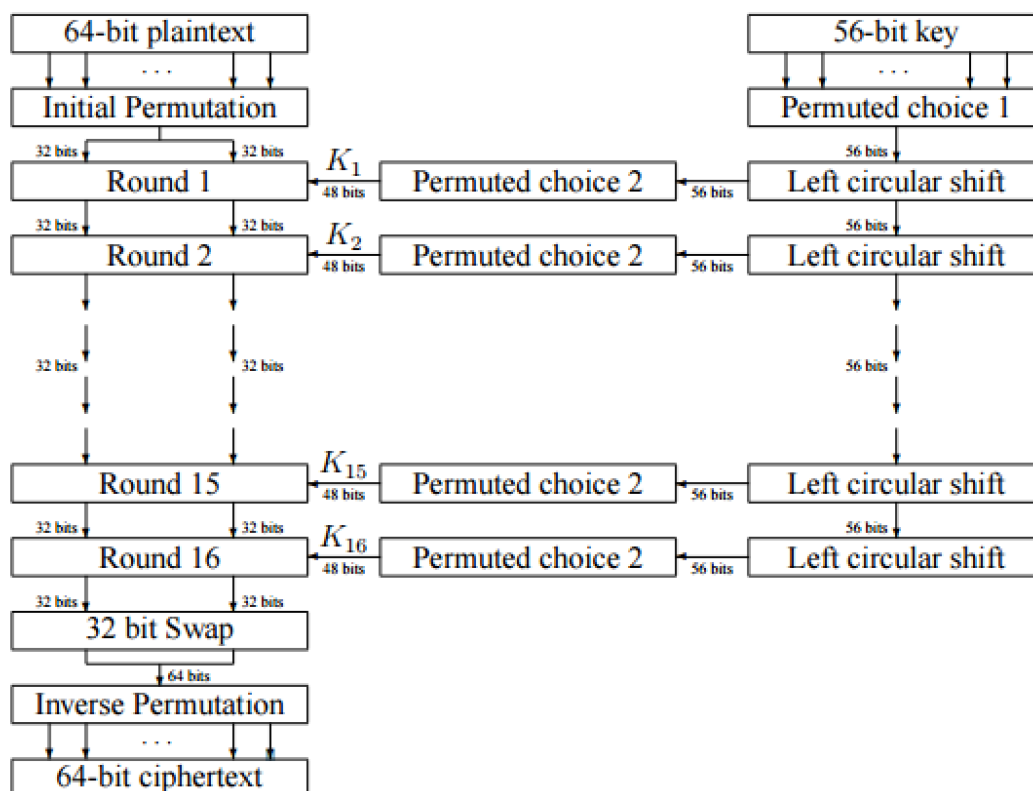 64-bit plaintext 56-bit key
. . . . . .
Initial Permutation Permuted choice 1
32 bits 32 bits 56 bits
K1
Round 1 48 bits Permuted choice 2 56 bits Left circular shift
32 bits 32 bits 56 bits
K2
Round 2 48 bits Permuted choice 2 56 bits Left circular shift
32 bits 32 bits 56 bits
K15
Round 15 48 bits Permuted choice 2 56 bits Left circular shift
32 bits 32 bits 56 bits
K16
Round 16 48 bits Permuted choice 2 56 bits Left circular shift
32 bits 32 bits
32 bit Swap
64 bits
Inverse Permutation
. . .
64-bit ciphertext